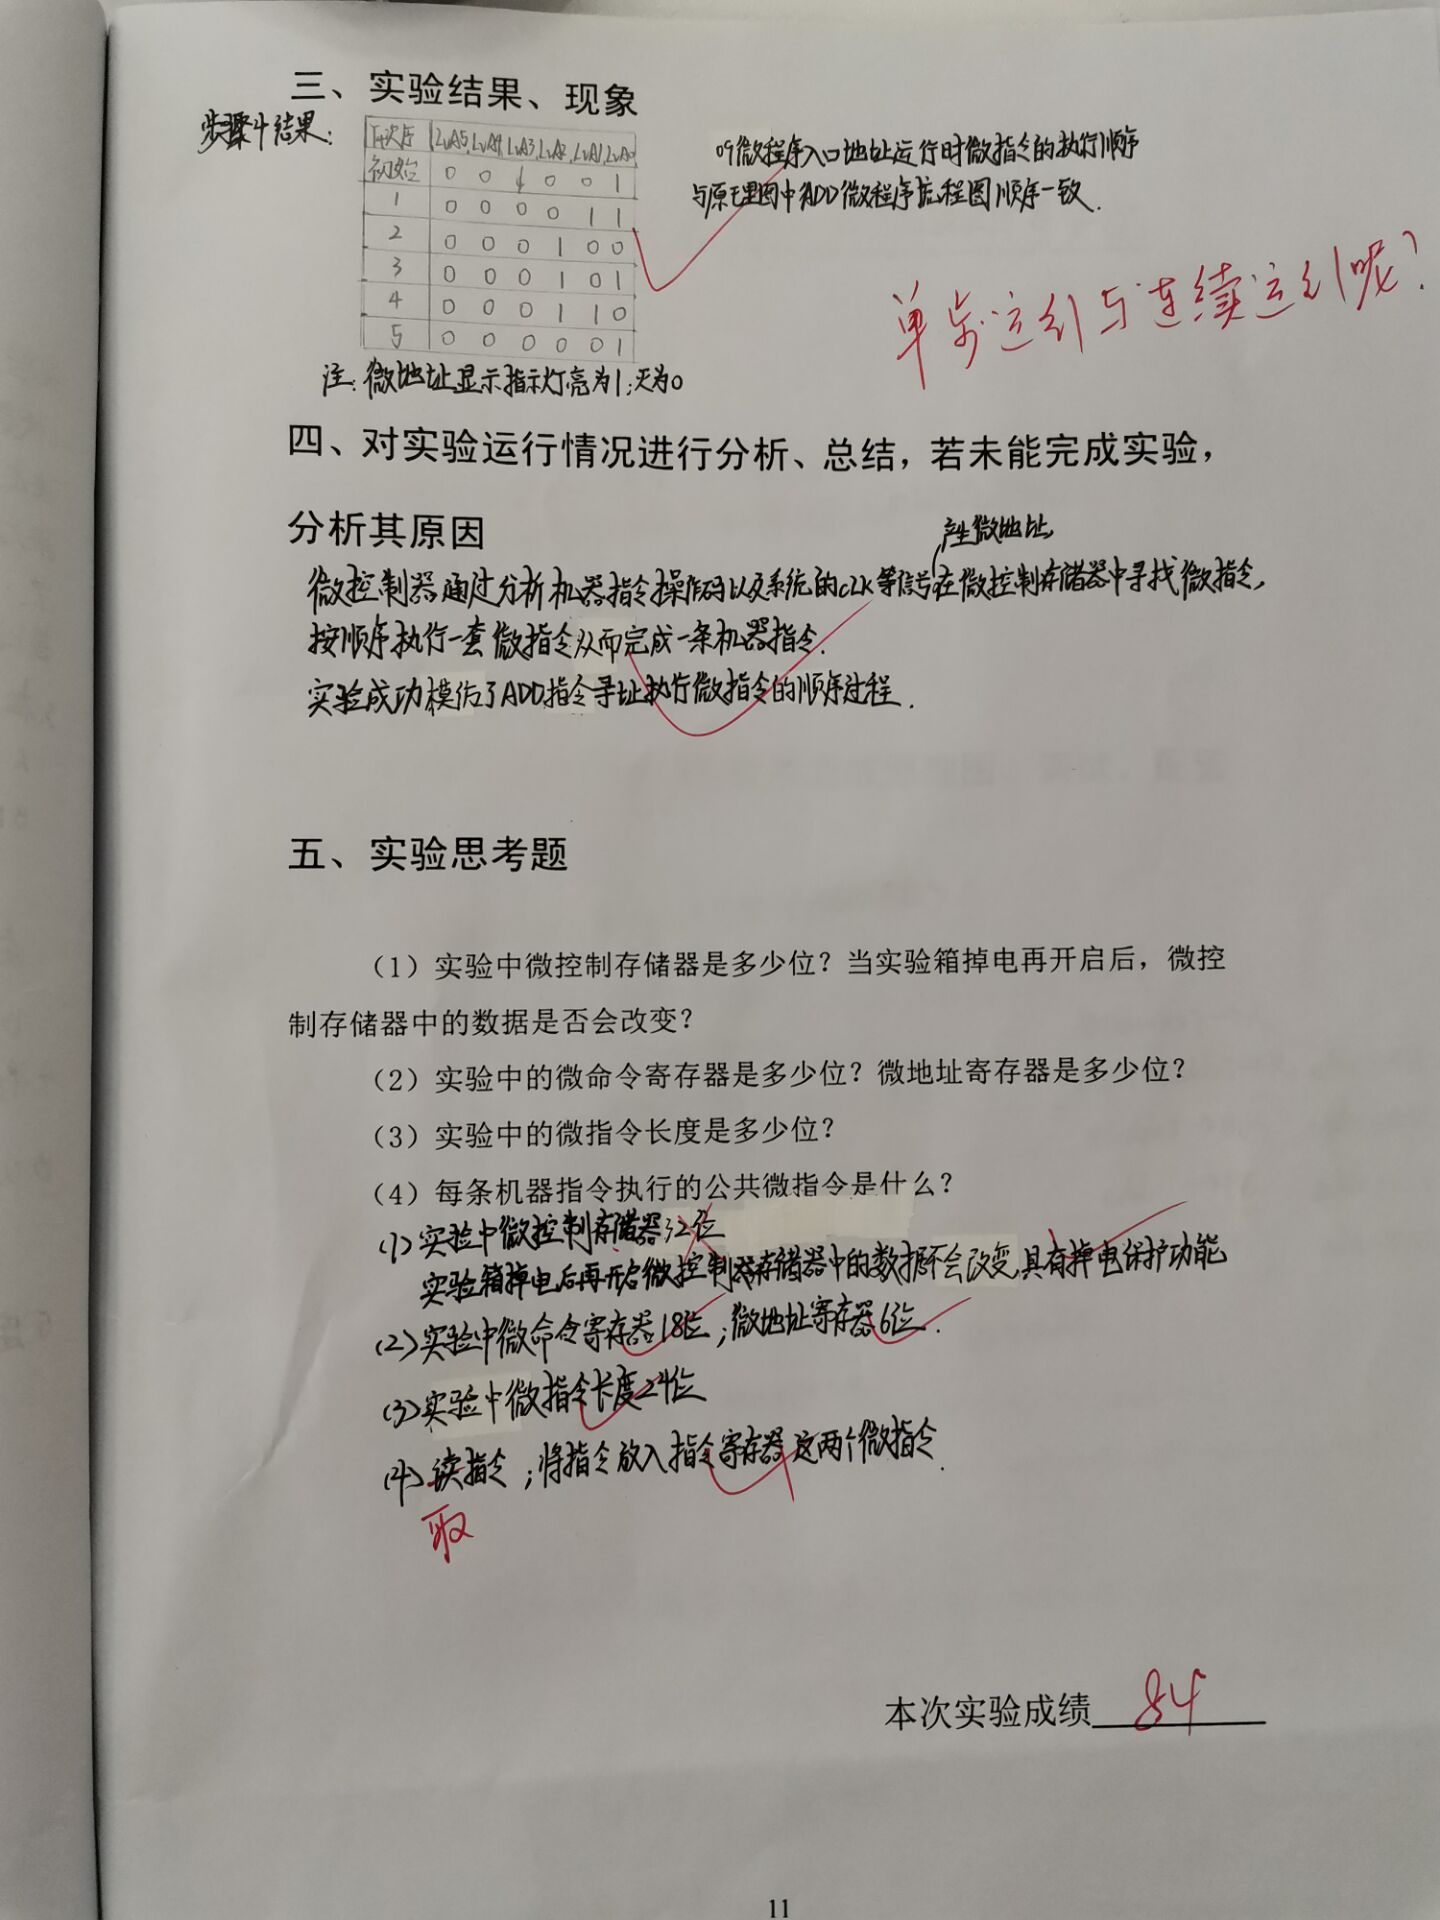 三、实验结果、现象
步骤4结果:
次序 LuA5 LuA4 LuA3 LuA2 LuA1 LuA0
初始 0 0 1 0 0 1
1 0 0 0 0 1 1
2 0 0 0 1 0 0
3 0 0 0 1 0 1
4 0 0 0 1 1 0
5 0 0 0 0 0 1
注:微地址显示指示灯亮为1;灭为0
09微程序入口地址运行时微指令的执行顺序
与原理图中ADD微程序流程图顺序一致.
单步运行与连续运行呢?
四、对实验运行情况进行分析、总结,若未能完成实验,
分析其原因
产生微地址,
微控制器通过分析机器指令操作码以及系统的CLK等信号在微控制存储器中寻找微指令,
按顺序执行一套微指令从而完成一条机器指令.
实验成功模仿了ADD指令寻址执行微指令的顺序过程.
五、实验思考题
(1)实验中微控制存储器是多少位?当实验箱掉电再开启后,微控
制存储器中的数据是否会改变?
(2)实验中的微命令寄存器是多少位?微地址寄存器是多少位?
(3)实验中的微指令长度是多少位?
(4)每条机器指令执行的公共微指令是什么?
(1)实验中微控制存储器32位
实验箱掉电后再开启微控制存储器中的数据不会改变,具有掉电保护功能
(2)实验中微命令寄存器18位;微地址寄存器6位.
(3)实验中微指令长度24位
(4)读指令;将指令放入指令寄存器这两个微指令.
取
本次实验成绩 84
11